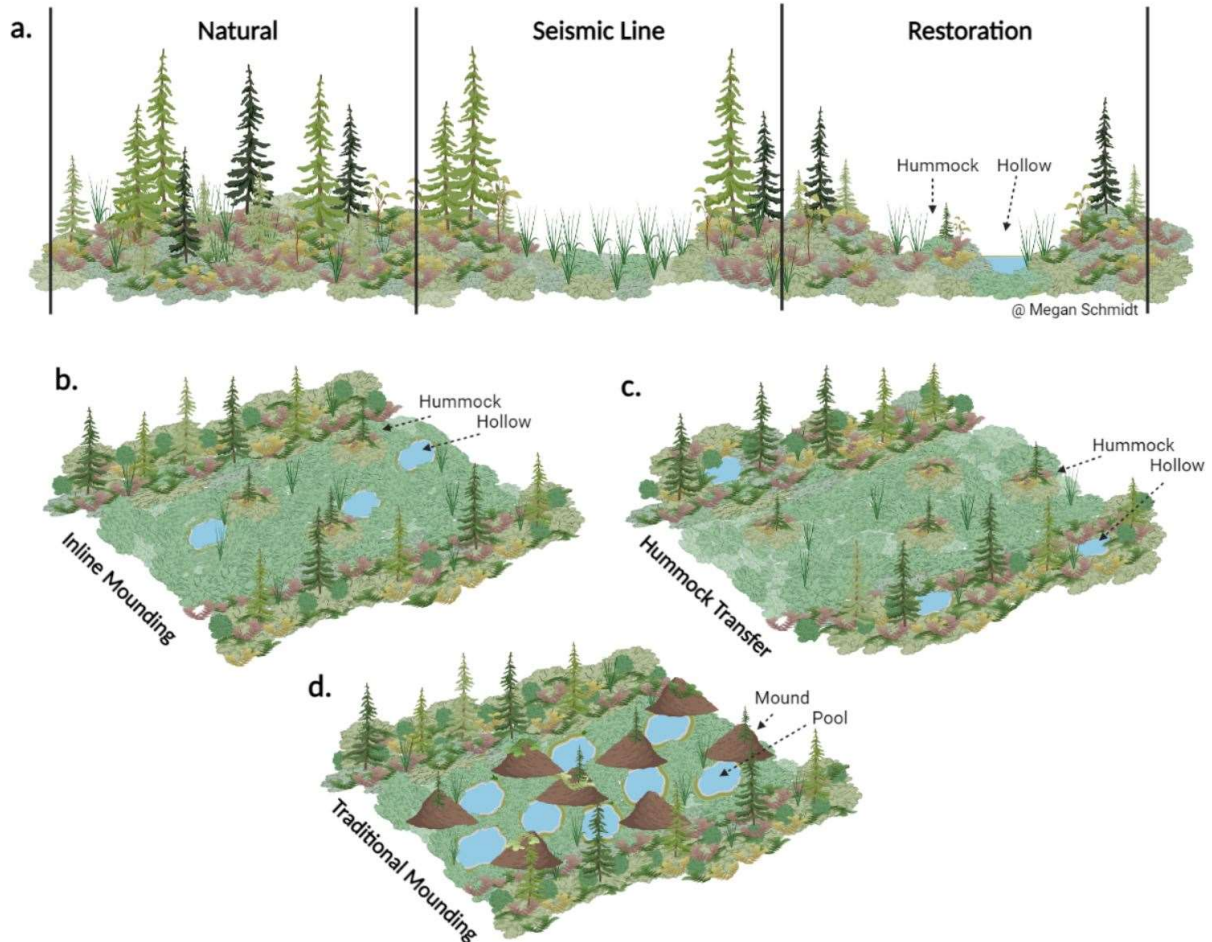 a.
Natural
Seismic Line
Restoration
Hummock
Hollow
@ Megan Schmidt
b.
Hummock
Hollow
Inline Mounding
c.
Hummock
Hollow
Hummock Transfer
d.
Mound
Pool
Traditional Mounding